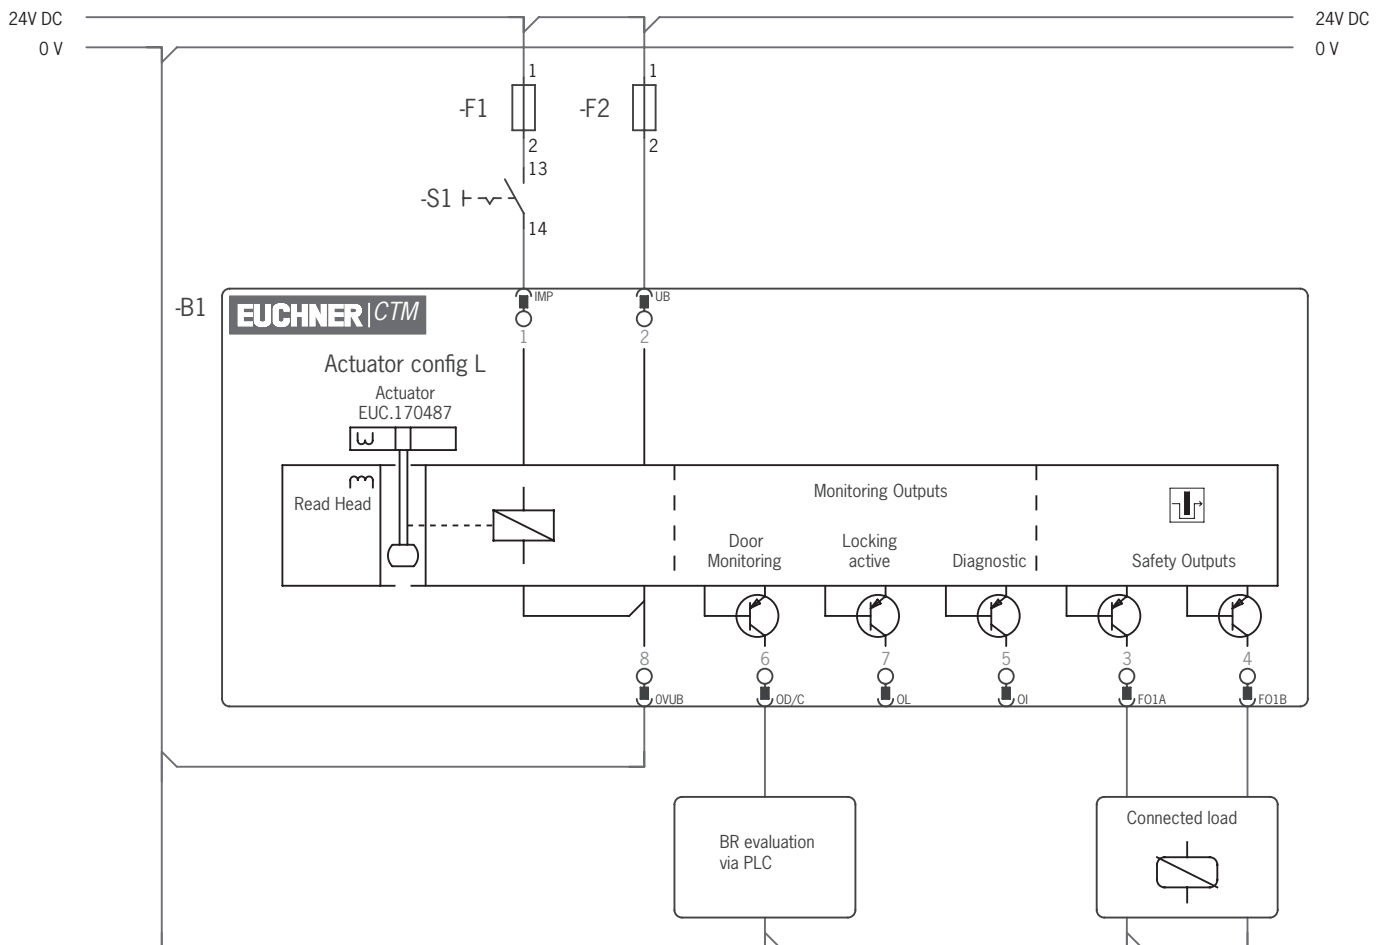 24V DC
24V DC
0 V
0 V
1
1
-F1
-F2
2
2
13
-S1
14
-B1
EUCHNER CTM
IMP
UB
1
2
Actuator config L
Actuator
EUC.170487
Read Head
Monitoring Outputs
Door
Monitoring
Locking
active
Diagnostic
Safety Outputs
8
6
7
5
3
4
0VUB
OD/C
OL
OI
FO1A
FO1B
BR evaluation
via PLC
Connected load